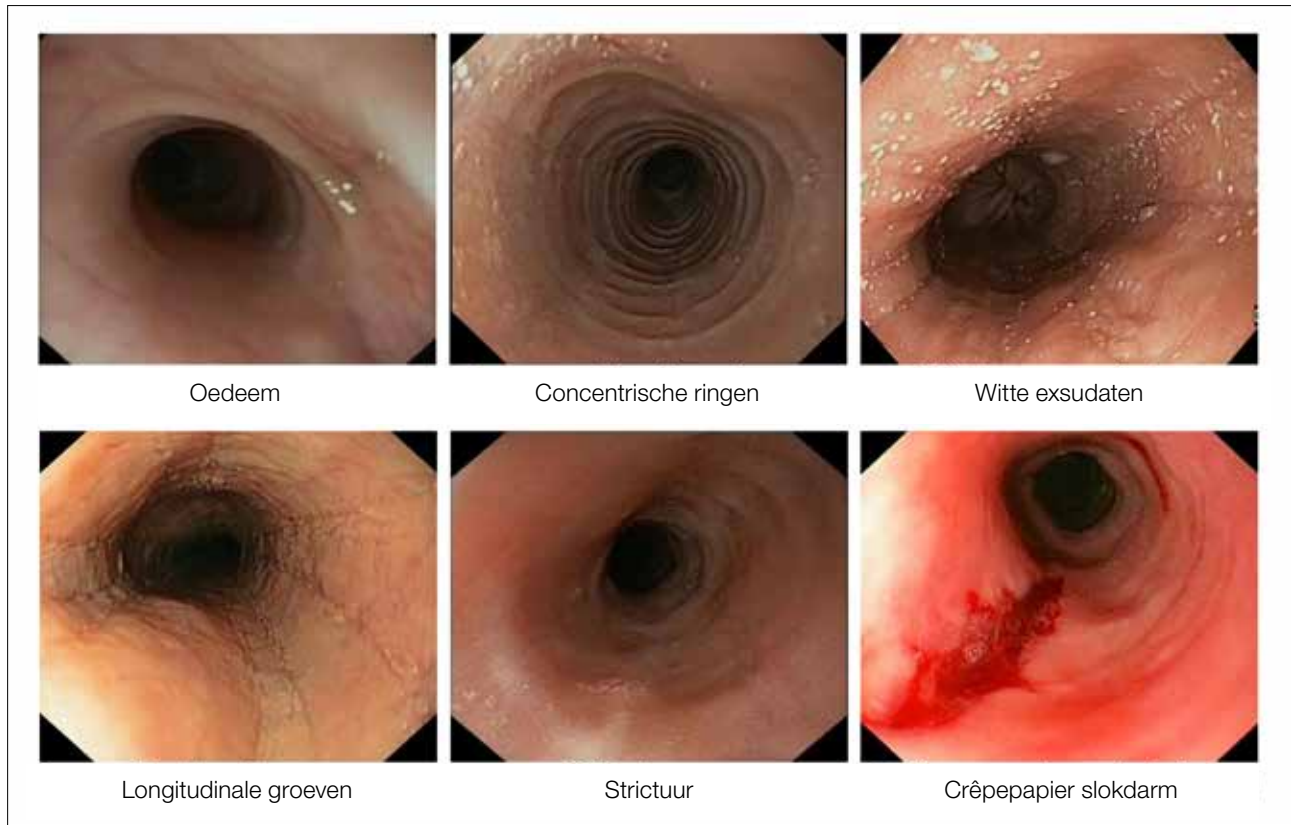 Oedeem
Concentrische ringen
Witte exsudaten
Longitudinale groeven
Strictuur
Crêpepapier slokdarm